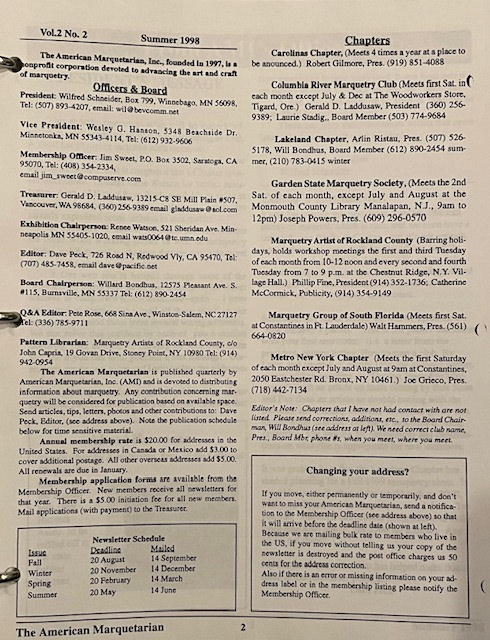 Vol.2 No. 2
Summer 1998
The American Marquetarian, Inc., founded in 1997, is a
nonprofit corporation devoted to advancing the art and craft
of marquetry.
Officers & Board
President: Wilfred Schneider, Box 799, Winnebago, MN 56098,
Tel: (507) 893-4267, email: wil@bevcomm.net
Vice President: Wesley G. Hanson, 5348 Beachside Dr.
Minnetonka, MN 55343-4114, Tel: (612) 932-9606
Membership Officer: Jim Sweet, P.O. Box 3502, Saratoga, CA
95070, Tel: (408) 354-2334,
email jim_sweet@compuserve.com
Treasurer: Gerald D. Laddusaw, 13215-C8 SE Mill Plain #507,
Vancouver, WA 98684, (360) 256-9389 email gladdusaw@aol.com
Exhibition Chairperson: Renee Watson, 521 Sheridan Ave. Min-
neapolis MN 55405-1020, email wats0064@tc.umn.edu
Editor: Dave Peck, 726 Road N, Redwood Vly, CA 95470, Tel:
(707) 485-7458, email dave@pacific.net
Board Chairperson: Willard Bondhus, 12575 Pleasant Ave. S.
#115, Burnsville, MN 55337 Tel: (612) 890-2454
Q&A Editor: Pete Rose, 668 Sina Ave., Winston-Salem, NC 27127
Tel: (336) 785-9711
Pattern Librarian: Marquetry Artists of Rockland County, c/o
John Capria, 19 Govan Drive, Stoney Point, NY 10980 Tel: (914)
942-0954
The American Marquetarian is published quarterly by
American Marquetarian, Inc. (AMI) and is devoted to distributing
information about marquetry. Any contribution concerning mar-
quetry will be considered for publication based on available space.
Send articles, tips, letters, photos and other contributions to: Dave
Peck, Editor, (see address above). Note the publication schedule
below for time sensitive material.
Annual membership rate is $20.00 for addresses in the
United States. For addresses in Canada or Mexico add $3.00 to
cover additional postage. All other overseas addresses add $5.00.
All renewals are due in January.
Membership application forms are available from the
Membership Officer. New members receive all newsletters for
that year. There is a $5.00 initiation fee for all new members.
Mail applications (with payment) to the Treasurer.
Newsletter Schedule
Issue Deadline Mailed
Fall 20 August 14 September
Winter 20 November 14 December
Spring 20 February 14 March
Summer 20 May 14 June
Chapters
Carolinas Chapter, (Meets 4 times a year at a place to
be anounced.) Robert Gilmore, Pres. (919) 851-4088
Columbia River Marquetry Club (Meets first Sat. in
each month except July & Dec at The Woodworkers Store,
Tigard, Ore.) Gerald D. Laddusaw, President (360) 256-
9389; Laurie Stadig,, Board Member (503) 774-9684
Lakeland Chapter, Arlin Ristau, Pres. (507) 526-
5178, Will Bondhus, Board Member (612) 890-2454 sum-
mer, (210) 783-0415 winter
Garden State Marquetry Society, (Meets the 2nd
Sat. of each month, except July and August at the
Monmouth County Library Manalapan, N.J., 9am to
12pm) Joseph Powers, Pres. (609) 296-0570
Marquetry Artist of Rockland County (Barring holi-
days, holds workshop meetings the first and third Tuesday
of each month from 10-12 noon and every second and fourth
Tuesday from 7 to 9 p.m. at the Chestnut Ridge, N.Y. Vil-
lage Hall.) Phillip Fine, President (914) 352-1736; Catherine
McCormick, Publicity, (914) 354-9149
Marquetry Group of South Florida (Meets first Sat.
at Constantines in Ft. Lauderdale) Walt Hammers, Pres. (561)
664-0820
Metro New York Chapter (Meets the first Saturday
of each month except July and August at 9am at Constantines,
2050 Eastchester Rd. Bronx, NY 10461.) Joe Grieco, Pres.
(718) 442-7134
Editor's Note: Chapters that I have not had contact with are not
listed. Please send corrections, additions, etc., to the Board Chair-
man, Will Bondhus (see address at left). We need correct club name,
Pres., Board Mbr, phone #s, when you meet, where you meet.
Changing your address?
If you move, either permanently or temporarily, and don't
want to miss your American Marquetarian, send a notifica-
tion to the Membership Officer (see address above) so that
it will arrive before the deadline date (shown at left).
Because we are mailing bulk rate to members who live in
the US, if you move without telling us your copy of the
newsletter is destroyed and the post office charges us 50
cents for the address correction.
Also if there is an error or missing information on your ad-
dress label or in the membership listing please notify the
Membership Officer.
The American Marquetarian
2